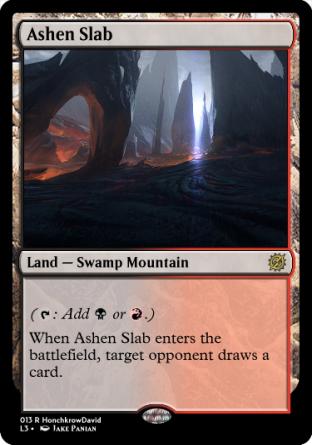 Ashen Slab
Land — Swamp Mountain
( : Add or .)
When Ashen Slab enters the
battlefield, target opponent draws a
card.
013 R HonchkrowDavid
L3 • Jake Panian